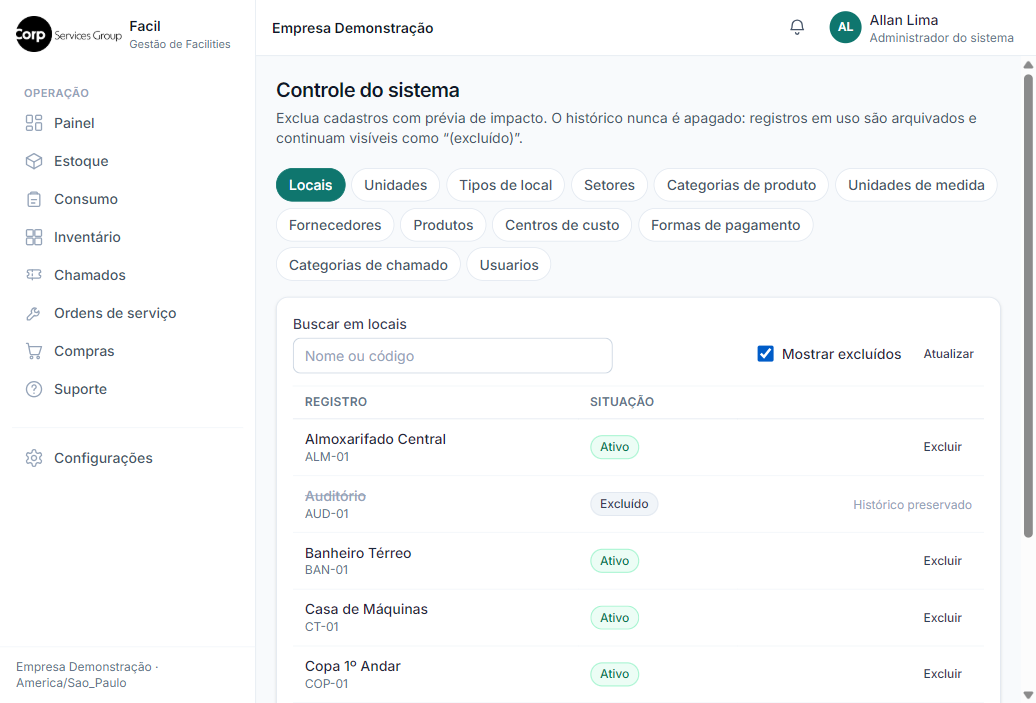 Corp Services Group
Facil
Gestão de Facilities
OPERAÇÃO
Painel
Estoque
Consumo
Inventário
Chamados
Ordens de serviço
Compras
Suporte
Configurações
Empresa Demonstração ·
America/Sao_Paulo
Empresa Demonstração
AL
Allan Lima
Administrador do sistema
Controle do sistema
Exclua cadastros com prévia de impacto. O histórico nunca é apagado: registros em uso são arquivados e
continuam visíveis como “(excluído)”.
Locais Unidades Tipos de local Setores Categorias de produto Unidades de medida
Fornecedores Produtos Centros de custo Formas de pagamento
Categorias de chamado Usuarios
Buscar em locais
Nome ou código
Mostrar excluídos Atualizar
REGISTRO SITUAÇÃO
Almoxarifado Central
ALM-01
Ativo Excluir
Auditório
AUD-01
Excluído Histórico preservado
Banheiro Térreo
BAN-01
Ativo Excluir
Casa de Máquinas
CT-01
Ativo Excluir
Copa 1º Andar
COP-01
Ativo Excluir